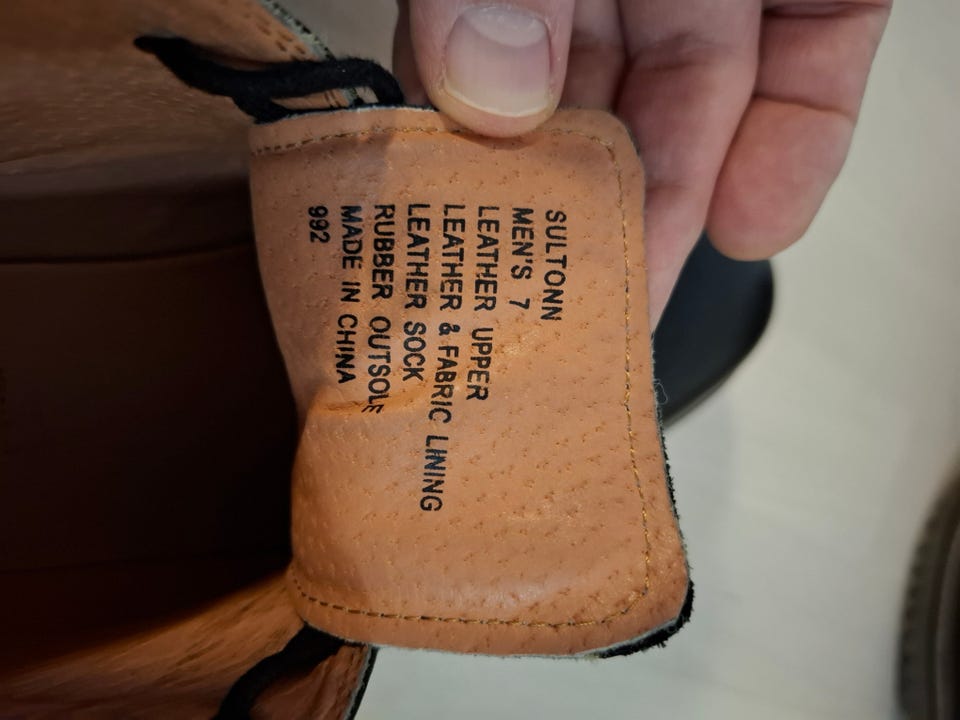 SULTONN
MEN'S 7
LEATHER UPPER
LEATHER & FABRIC LINING
LEATHER SOCK
RUBBER OUTSOLE
MADE IN CHINA
992